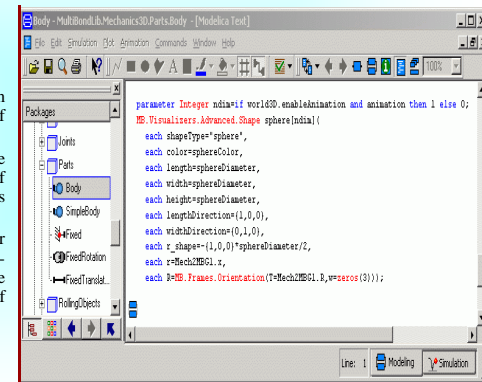 Body - MultiBondLib.Mechanics3D.Parts.Body - [Modelica Text]
File Edit Simulation Plot Animation Commands Window Help
100%
n
f
e
f
s
r
-
e
f
Packages
Joints
Parts
Body
SimpleBody
Fixed
FixedRotation
FixedTranslat...
RollingObjects
parameter Integer ndim=if world3D.enableAnimation and animation then 1 else 0;
MB.Visualizers.Advanced.Shape sphere[ndim](
each shapeType="sphere",
each color=sphereColor,
each length=sphereDiameter,
each width=sphereDiameter,
each height=sphereDiameter,
each lengthDirection={1,0,0},
each widthDirection={0,1,0},
each r_shape=-{1,0,0}*sphereDiameter/2,
each r=Mech2MBG1.x,
each R=MB.Frames.Orientation(T=Mech2MBG1.R,w=zeros(3)));
Line: 1 Modeling Simulation